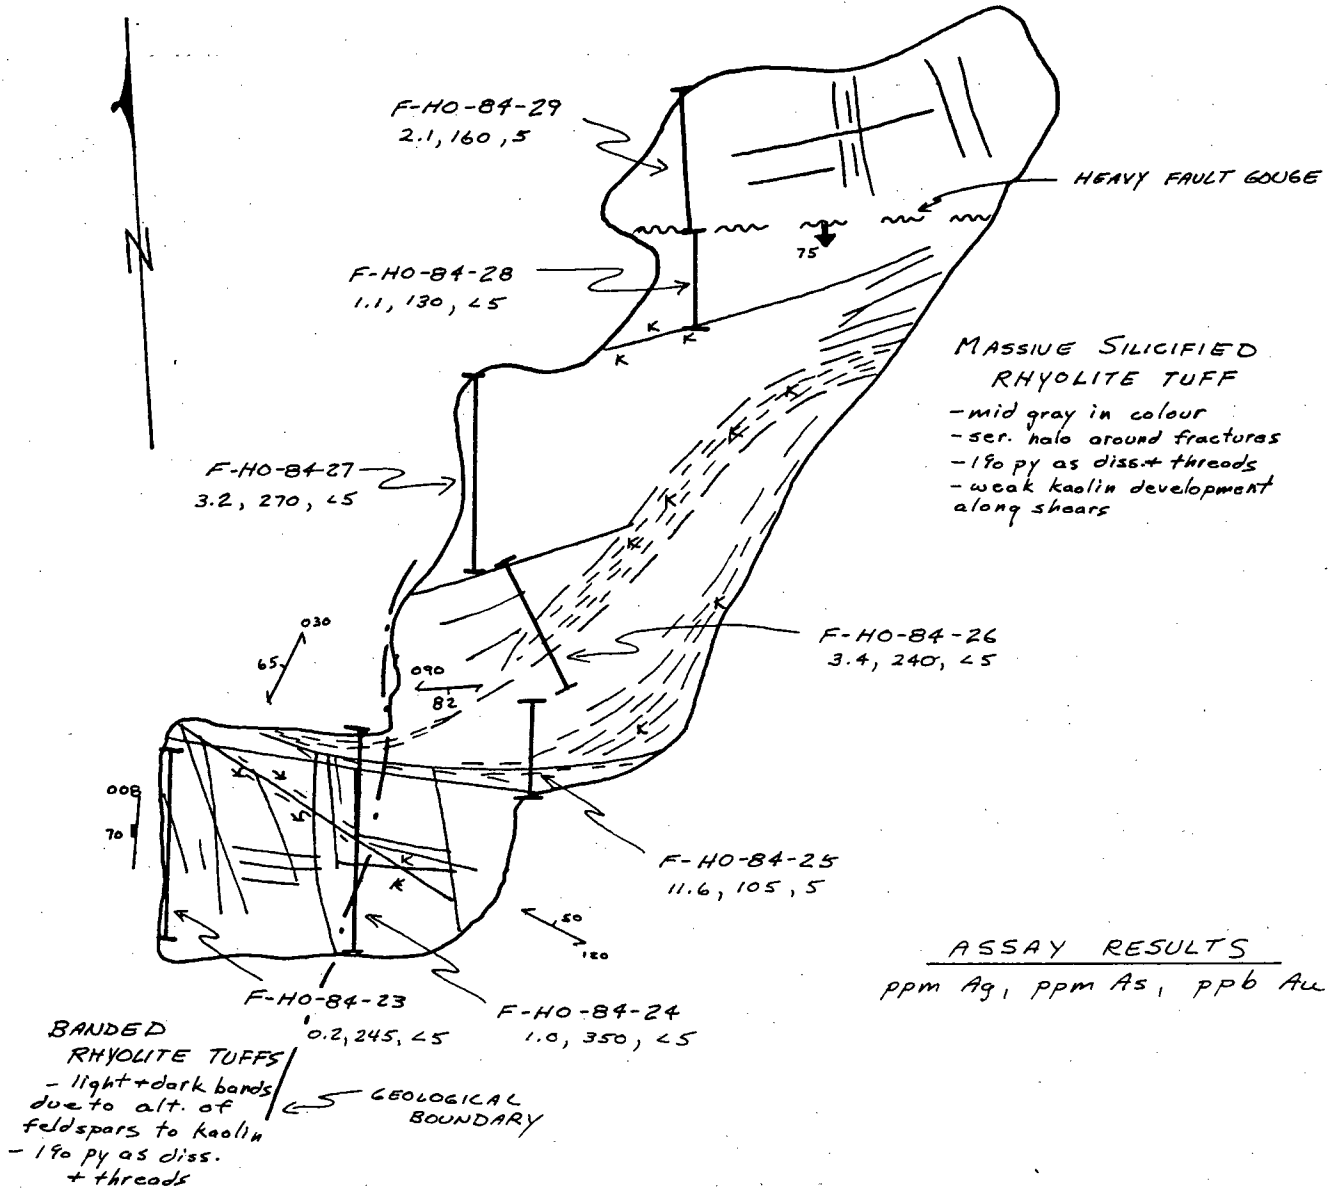 N
F-HO-84-29
2.1, 160, 5
HEAVY FAULT GOUGE
75
F-HO-84-28
1.1, 130, <5
K
K
K
MASSIVE SILICIFIED
RHYOLITE TUFF
- mid gray in colour
- ser. halo around fractures
- 1% py as diss. + threads
- weak kaolin development
along shears
K
K
K
K
K
K
F-HO-84-27
3.2, 270, <5
F-HO-84-26
3.4, 240, <5
030
65
090
82
008
70
K
K
K
K
K
F-HO-84-25
11.6, 105, 5
50
120
ASSAY RESULTS
ppm Ag, ppm As, ppb Au
F-HO-84-23
0.2, 245, <5
F-HO-84-24
1.0, 350, <5
BANDED
RHYOLITE TUFFS
- light + dark bands
due to alt. of
feldspars to kaolin
- 1% py as diss.
+ threads
GEOLOGICAL
BOUNDARY